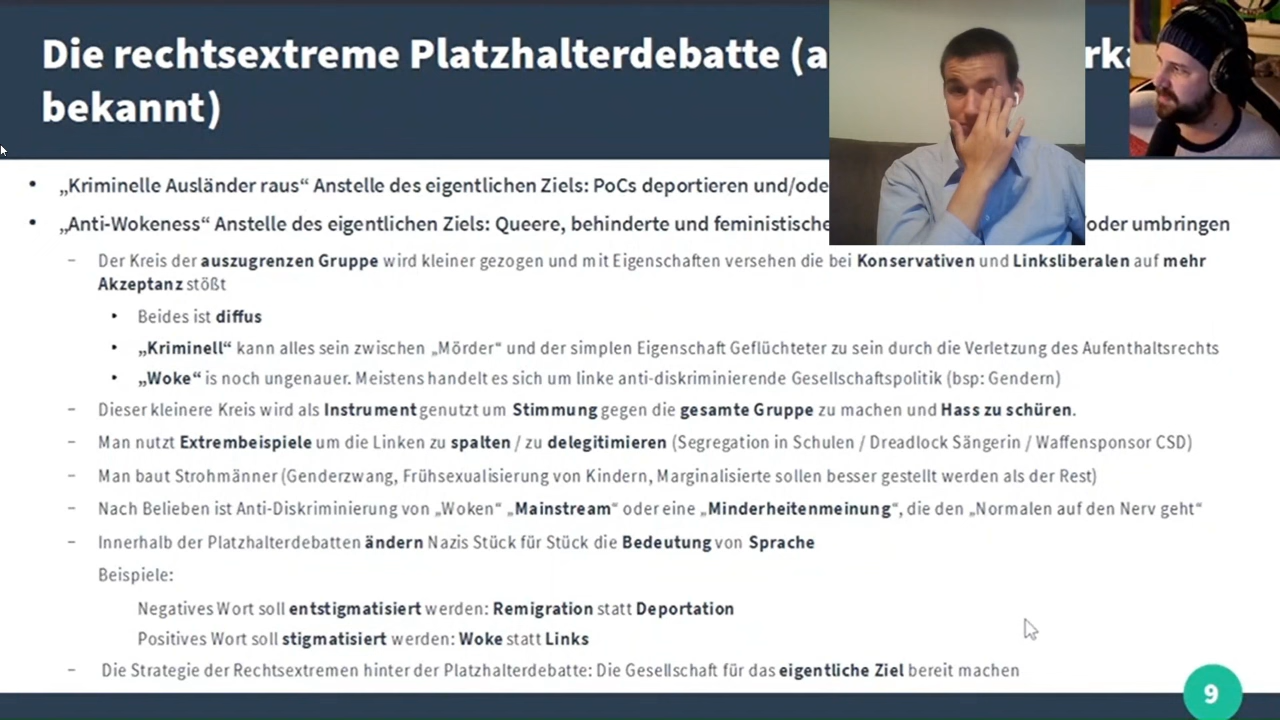 Die rechtsextreme Platzhalterdebatte (a
bekannt)
• „Kriminelle Ausländer raus“ Anstelle des eigentlichen Ziels: PoCs deportieren und/ode
• „Anti-Wokeness“ Anstelle des eigentlichen Ziels: Queere, behinderte und feministische oder umbringen
– Der Kreis der auszugrenzen Gruppe wird kleiner gezogen und mit Eigenschaften versehen die bei Konservativen und Linksliberalen auf mehr
Akzeptanz stößt
• Beides ist diffus
• „Kriminell“ kann alles sein zwischen „Mörder“ und der simplen Eigenschaft Geflüchteter zu sein durch die Verletzung des Aufenthaltsrechts
• „Woke“ is noch ungenauer. Meistens handelt es sich um linke anti-diskriminierende Gesellschaftspolitik (bsp: Gendern)
– Dieser kleinere Kreis wird als Instrument genutzt um Stimmung gegen die gesamte Gruppe zu machen und Hass zu schüren.
– Man nutzt Extrembeispiele um die Linken zu spalten / zu delegitimieren (Segregation in Schulen / Dreadlock Sängerin / Waffensponsor CSD)
– Man baut Strohmänner (Genderzwang, Frühsexualisierung von Kindern, Marginalisierte sollen besser gestellt werden als der Rest)
– Nach Belieben ist Anti-Diskriminierung von „Woken“ „Mainstream“ oder eine „Minderheitenmeinung“, die den „Normalen auf den Nerv geht“
– Innerhalb der Platzhalterdebatten ändern Nazis Stück für Stück die Bedeutung von Sprache
Beispiele:
Negatives Wort soll entstigmatisiert werden: Remigration statt Deportation
Positives Wort soll stigmatisiert werden: Woke statt Links
– Die Strategie der Rechtsextremen hinter der Platzhalterdebatte: Die Gesellschaft für das eigentliche Ziel bereit machen
9